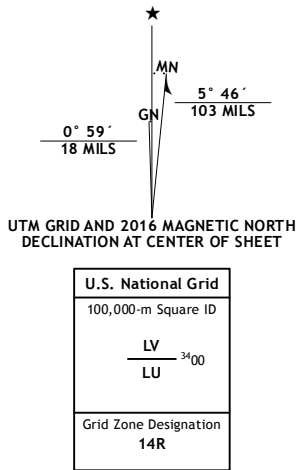 MN
GN
5° 46´
103 MILS
0° 59´
18 MILS
UTM GRID AND 2016 MAGNETIC NORTH
DECLINATION AT CENTER OF SHEET
U.S. National Grid
100,000-m Square ID
LV
3400
LU
Grid Zone Designation
14R